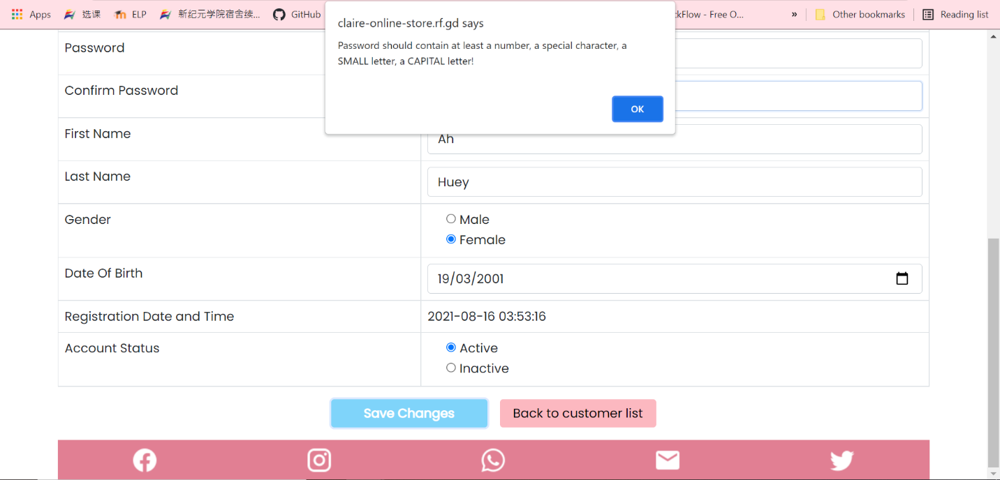 Apps 选课 ELP 新纪元学院宿舍续... GitHub ckFlow - Free O... » Other bookmarks Reading list
claire-online-store.rf.gd says
Password should contain at least a number, a special character, a
SMALL letter, a CAPITAL letter!
OK
Password
Confirm Password
First Name Ah
Last Name Huey
Gender Male
Female
Date Of Birth 19/03/2001
Registration Date and Time 2021-08-16 03:53:16
Account Status Active
Inactive
Save Changes Back to customer list